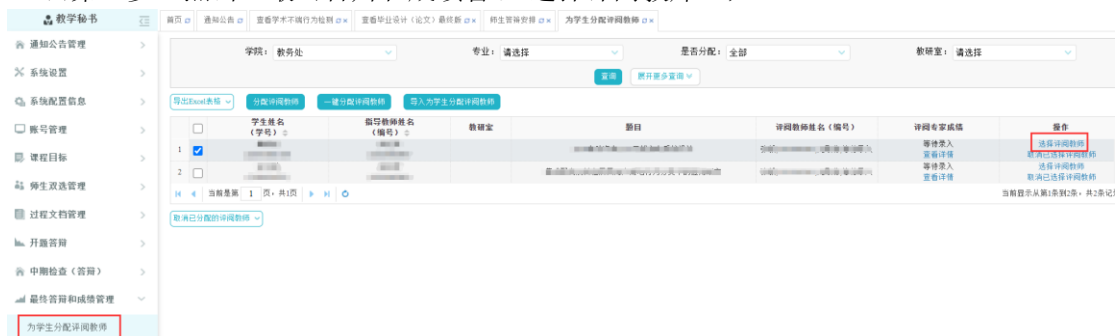 教学秘书
首页 通知公告 查看学术不端行为检测 查看毕业设计（论文）最终版 师生答辩安排 为学生分配评阅教师
通知公告管理
系统设置
系统配置信息
账号管理
课程目标
师生双选管理
过程文档管理
开题答辩
中期检查（答辩）
最终答辩和成绩管理
为学生分配评阅教师
学院： 教务处 专业： 请选择 是否分配： 全部 教研室： 请选择
查询 展开更多查询
导出Excel表格 分配评阅教师 一键分配评阅教师 导入为学生分配评阅教师
学生姓名（学号） 指导教师姓名（编号） 教研室 题目 评阅教师姓名（编号） 评阅专家成绩 操作
1 等待录入 查看详情 选择评阅教师 取消已选择评阅教师
2 等待录入 查看详情 选择评阅教师 取消已选择评阅教师
当前是第 1 页，共1页 当前显示从第1条到2条，共2条记
取消已分配的评阅教师